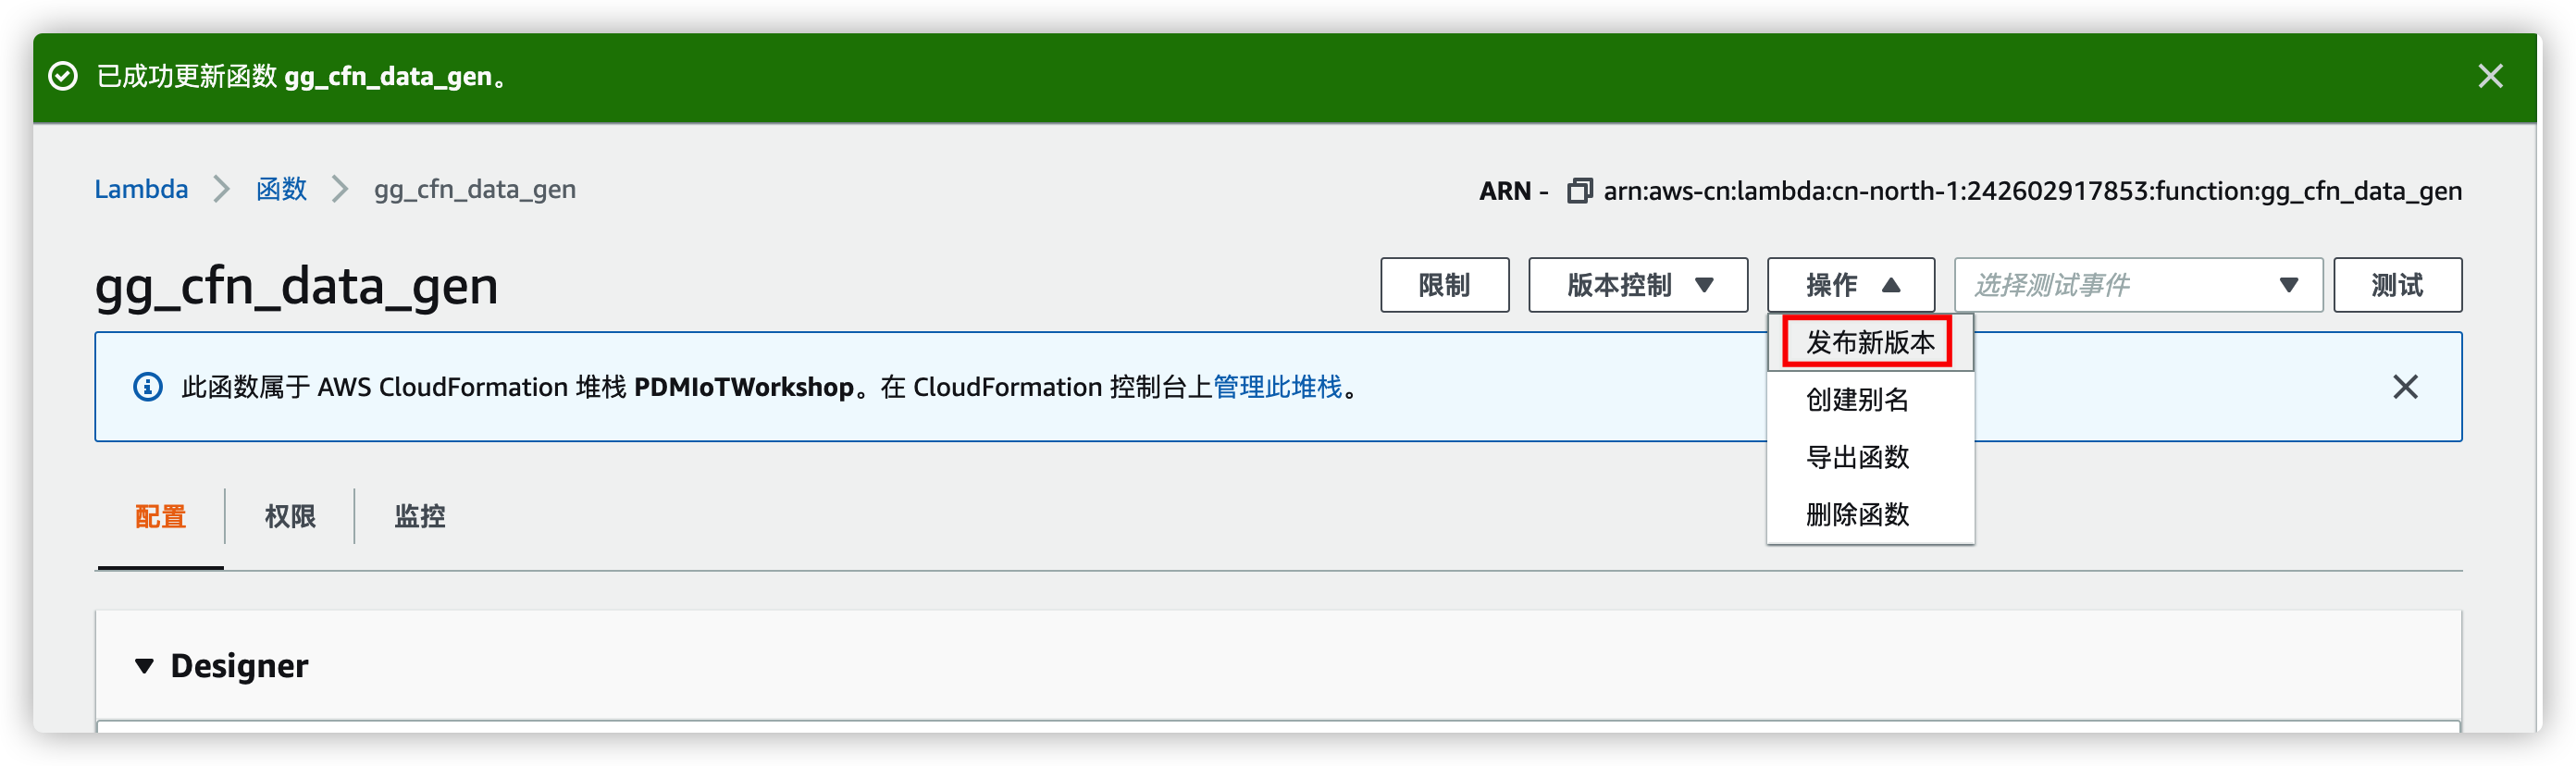 已成功更新函数 gg_cfn_data_gen。
Lambda 函数 gg_cfn_data_gen
ARN - arn:aws-cn:lambda:cn-north-1:242602917853:function:gg_cfn_data_gen
gg_cfn_data_gen
限制 版本控制 操作 选择测试事件 测试
发布新版本
创建别名
导出函数
删除函数
此函数属于 AWS CloudFormation 堆栈 PDMIoTWorkshop。在 CloudFormation 控制台上管理此堆栈。
配置 权限 监控
Designer